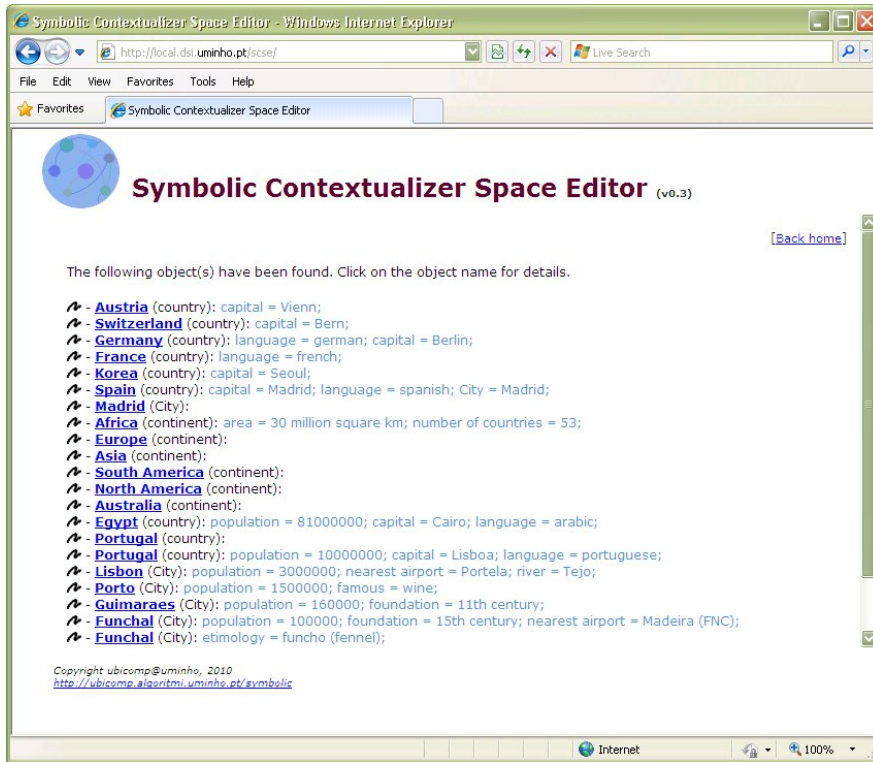 Symbolic Contextualizer Space Editor - Windows Internet Explorer
http://local.dsi.uminho.pt/scse/
Live Search
File Edit View Favorites Tools Help
Favorites Symbolic Contextualizer Space Editor
Symbolic Contextualizer Space Editor (v0.3)
[Back home]
The following object(s) have been found. Click on the object name for details.
- Austria (country): capital = Vienn;
- Switzerland (country): capital = Bern;
- Germany (country): language = german; capital = Berlin;
- France (country): language = french;
- Korea (country): capital = Seoul;
- Spain (country): capital = Madrid; language = spanish; City = Madrid;
- Madrid (City):
- Africa (continent): area = 30 million square km; number of countries = 53;
- Europe (continent):
- Asia (continent):
- South America (continent):
- North America (continent):
- Australia (continent):
- Egypt (country): population = 81000000; capital = Cairo; language = arabic;
- Portugal (country):
- Portugal (country): population = 10000000; capital = Lisboa; language = portuguese;
- Lisbon (City): population = 3000000; nearest airport = Portela; river = Tejo;
- Porto (City): population = 1500000; famous = wine;
- Guimaraes (City): population = 160000; foundation = 11th century;
- Funchal (City): population = 100000; foundation = 15th century; nearest airport = Madeira (FNC);
- Funchal (City): etimology = funcho (fennel);
Copyright ubicomp@uminho, 2010
http://ubicomp.algoritmi.uminho.pt/symbolic
Internet 100%